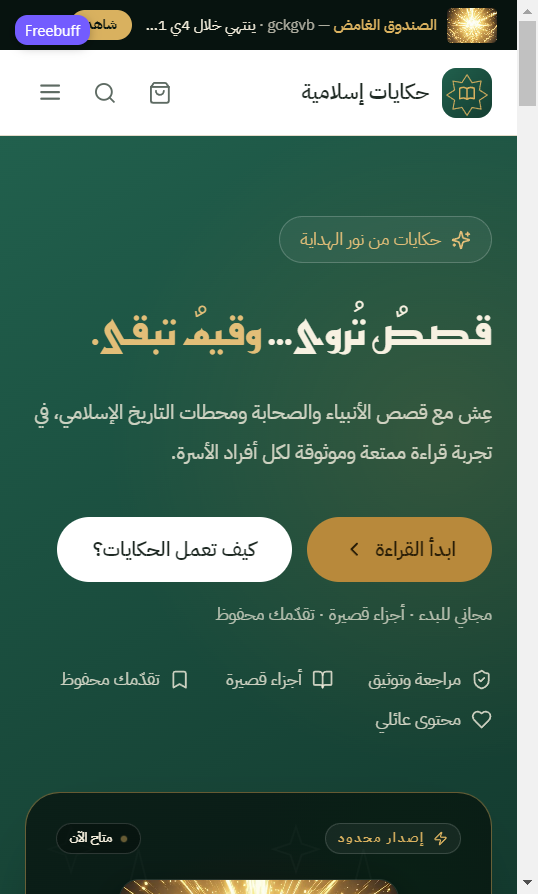 Freebuff
الصندوق الغامض — gckgvb · ينتهي خلال 4ي 1...
شاهد
حكايات إسلامية
حكايات من نور الهداية
قصصٌ تُروى... وقيمٌ تبقى.
عِش مع قصص الأنبياء والصحابة ومحطات التاريخ الإسلامي، في
تجربة قراءة ممتعة وموثوقة لكل أفراد الأسرة.
ابدأ القراءة
كيف تعمل الحكايات؟
مجاني للبدء · أجزاء قصيرة · تقدّمك محفوظ
مراجعة وتوثيق
أجزاء قصيرة
تقدّمك محفوظ
محتوى عائلي
إصدار محدود
متاح الآن